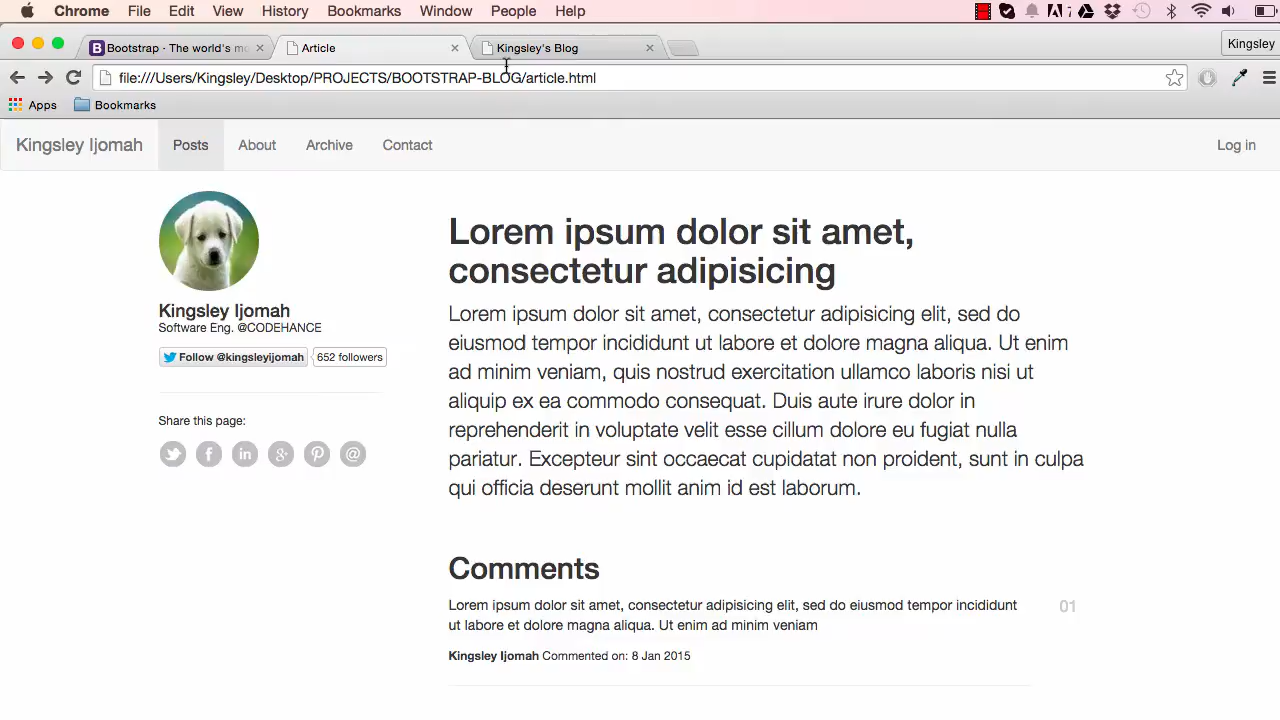 Chrome File Edit View History Bookmarks Window People Help
Bootstrap · The world's mo
Article
Kingsley's Blog
Kingsley
file:///Users/Kingsley/Desktop/PROJECTS/BOOTSTRAP-BLOG/article.html
Apps Bookmarks
Kingsley Ijomah Posts About Archive Contact Log in
Kingsley Ijomah
Software Eng. @CODEHANCE
Follow @kingsleyijomah 652 followers
Share this page:
Lorem ipsum dolor sit amet,
consectetur adipisicing
Lorem ipsum dolor sit amet, consectetur adipisicing elit, sed do
eiusmod tempor incididunt ut labore et dolore magna aliqua. Ut enim
ad minim veniam, quis nostrud exercitation ullamco laboris nisi ut
aliquip ex ea commodo consequat. Duis aute irure dolor in
reprehenderit in voluptate velit esse cillum dolore eu fugiat nulla
pariatur. Excepteur sint occaecat cupidatat non proident, sunt in culpa
qui officia deserunt mollit anim id est laborum.
Comments
Lorem ipsum dolor sit amet, consectetur adipisicing elit, sed do eiusmod tempor incididunt
ut labore et dolore magna aliqua. Ut enim ad minim veniam
01
Kingsley Ijomah Commented on: 8 Jan 2015